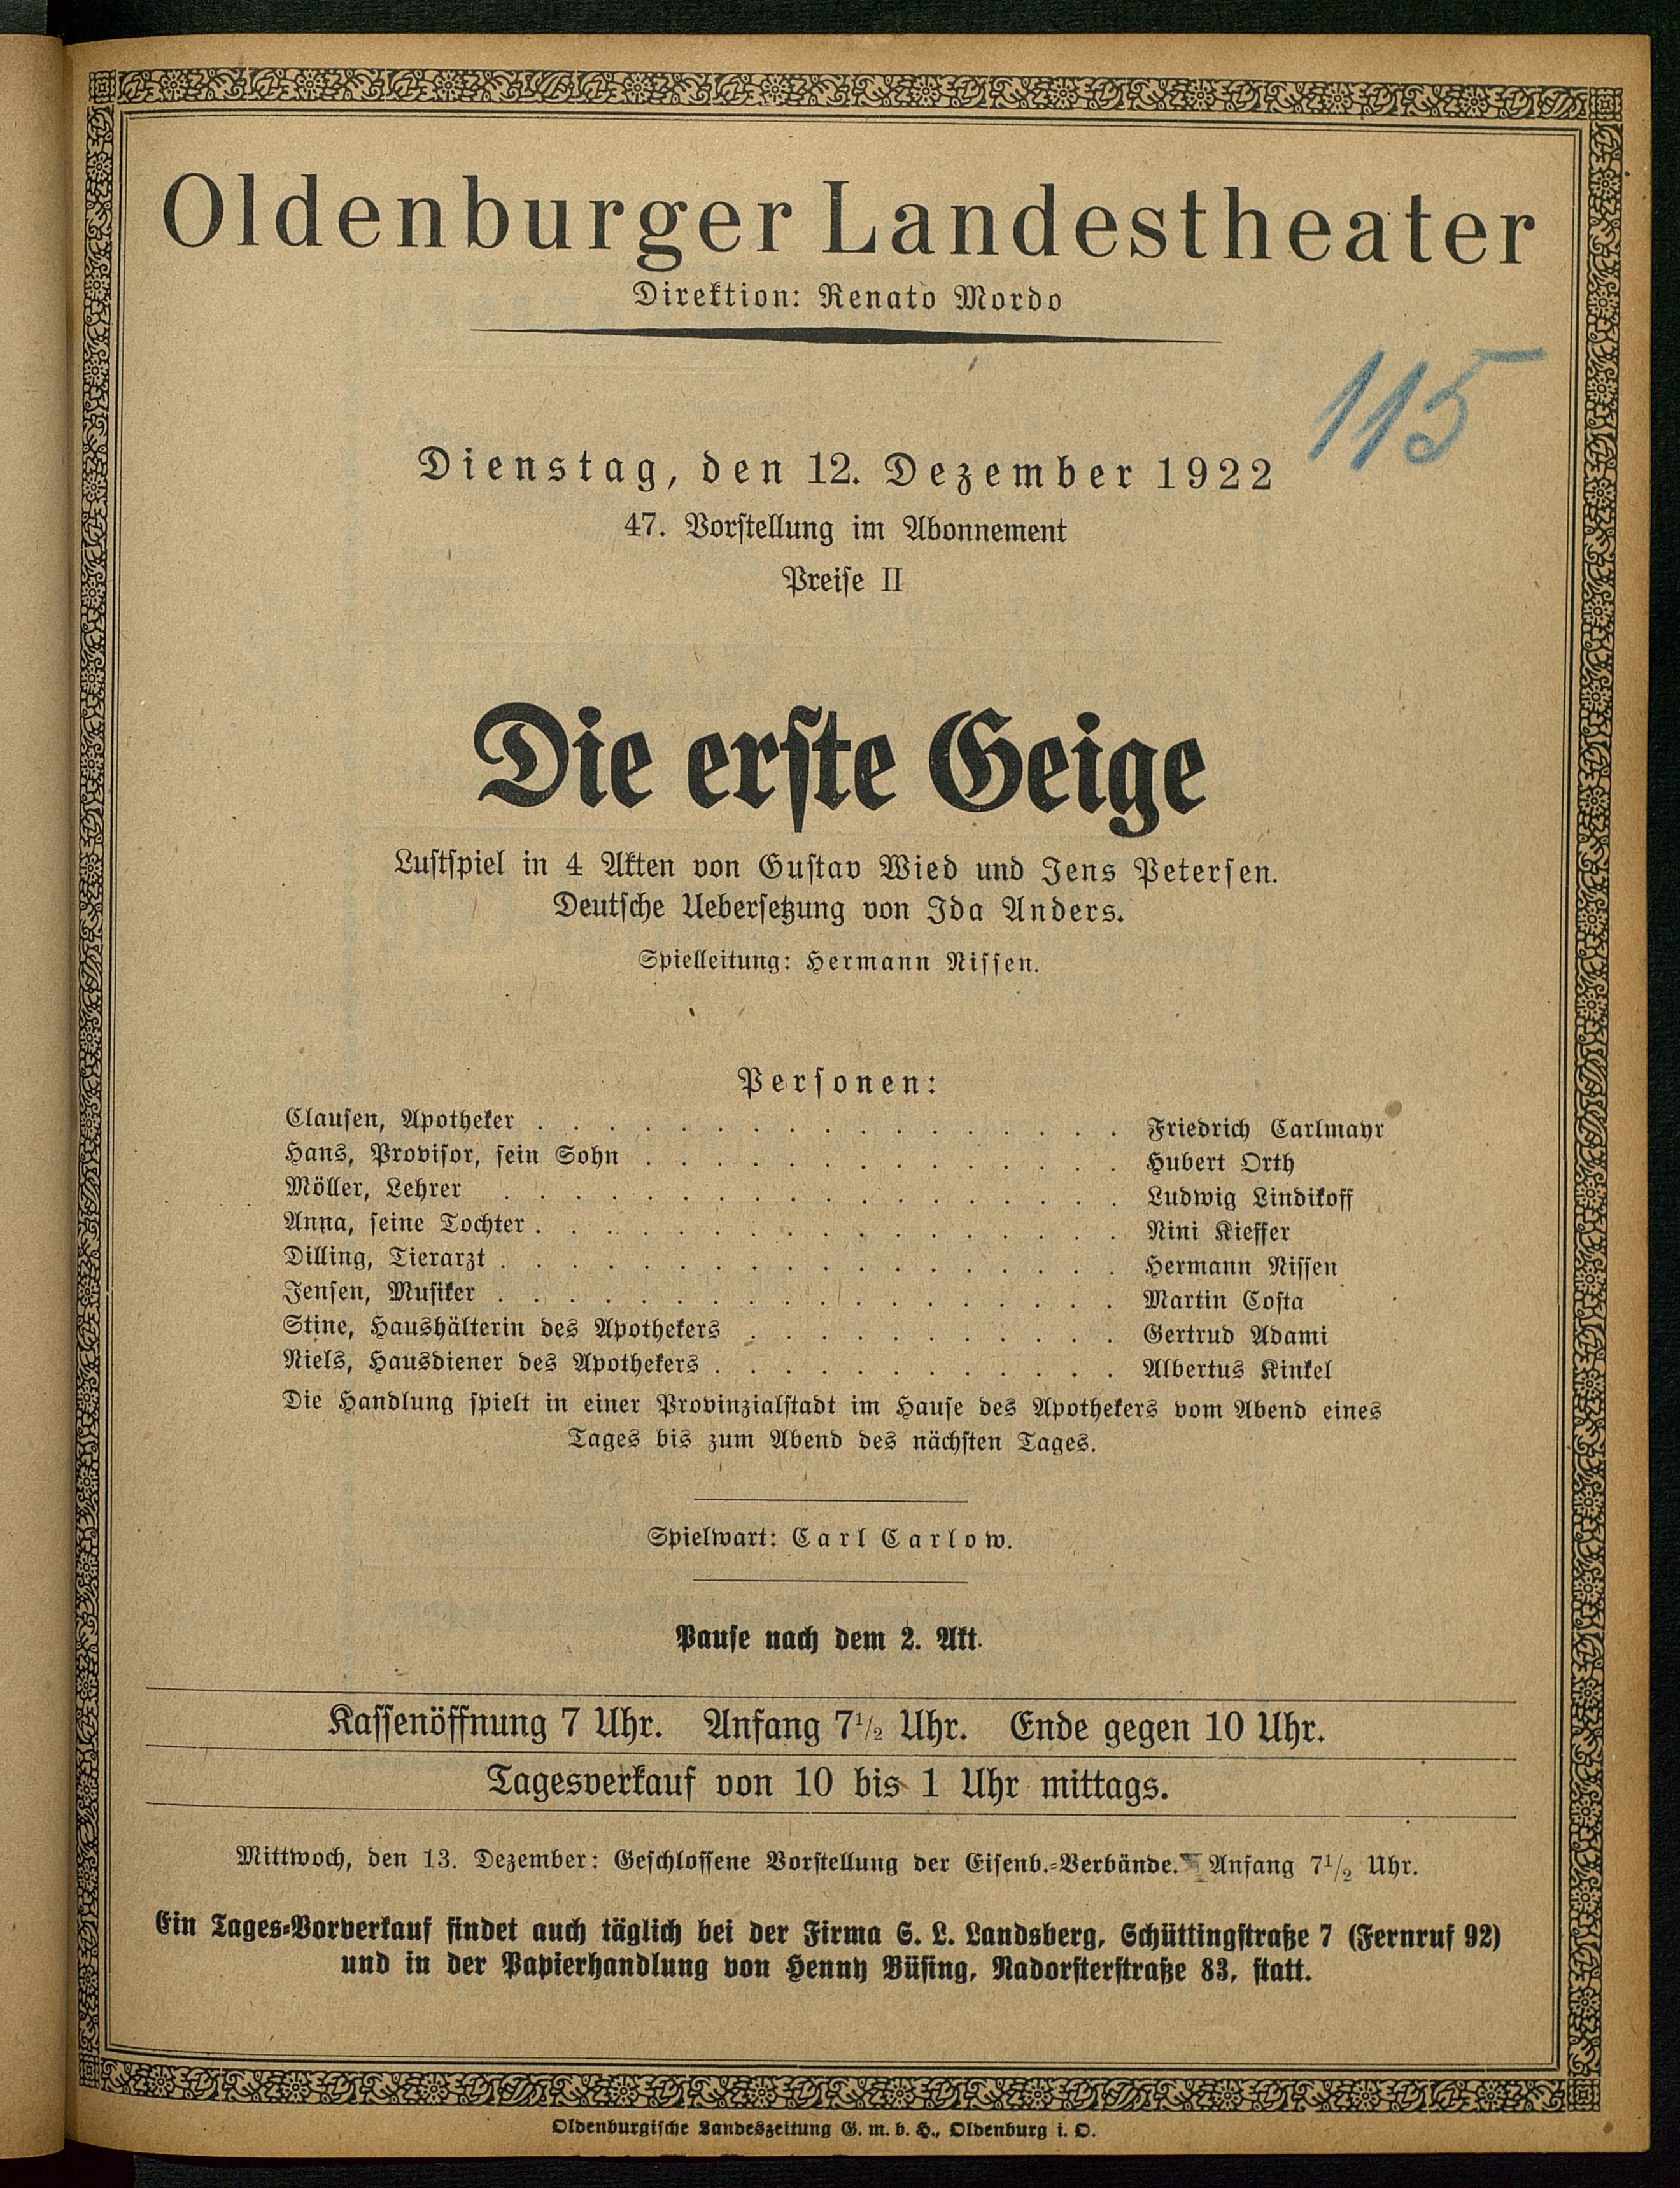 Oldenburger Landestheater
Direktion: Renato Mordo
115
Dienstag, den 12. Dezember 1922
47. Vorstellung im Abonnement
Preise II
Die erste Geige
Lustspiel in 4 Akten von Gustav Wied und Jens Petersen.
Deutsche Uebersetzung von Ida Anders.
Spielleitung: Hermann Nissen.
Personen:
Clausen, Apotheker . . . . . . . . . . . . . . . . . Friedrich Carlmayr
Hans, Provisor, sein Sohn . . . . . . . . . . . . . . Hubert Orth
Möller, Lehrer . . . . . . . . . . . . . . . . . . Ludwig Lindikoff
Anna, seine Tochter . . . . . . . . . . . . . . . . . Nini Kieffer
Dilling, Tierarzt . . . . . . . . . . . . . . . . . . Hermann Nissen
Jensen, Musiker . . . . . . . . . . . . . . . . . . Martin Costa
Stine, Haushälterin des Apothekers . . . . . . . . . . . Gertrud Adami
Niels, Hausdiener des Apothekers . . . . . . . . . . . . Albertus Kinkel
Die Handlung spielt in einer Provinzialstadt im Hause des Apothekers vom Abend eines
Tages bis zum Abend des nächsten Tages.
Spielwart: Carl Carlow.
Pause nach dem 2. Akt.
Kassenöffnung 7 Uhr. Anfang 7½ Uhr. Ende gegen 10 Uhr.
Tagesverkauf von 10 bis 1 Uhr mittags.
Mittwoch, den 13. Dezember: Geschlossene Vorstellung der Eisenb.=Verbände. Anfang 7½ Uhr.
Ein Tages=Vorverkauf findet auch täglich bei der Firma S. L. Landsberg, Schüttingstraße 7 (Fernruf 92)
und in der Papierhandlung von Henny Büsing, Nadorsterstraße 83, statt.
Oldenburgische Landeszeitung G. m. b. H., Oldenburg i. O.